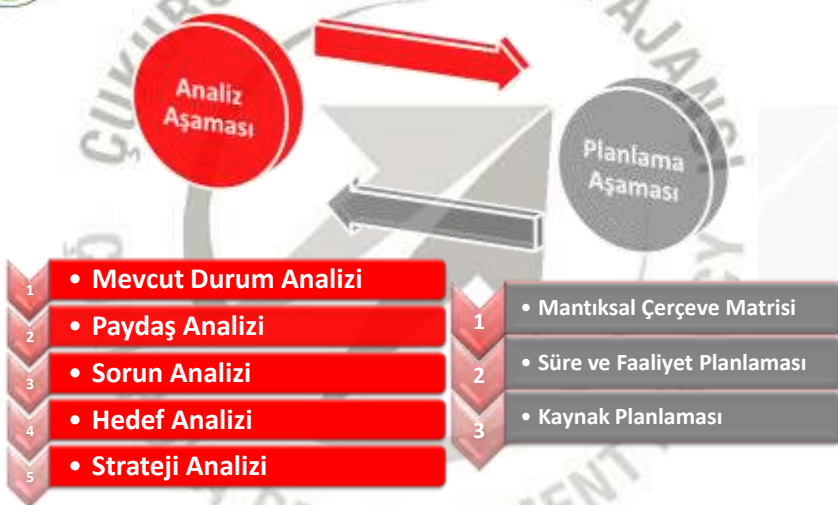 Analiz
Aşaması
Planlama
Aşaması
1 • Mevcut Durum Analizi
2 • Paydaş Analizi
3 • Sorun Analizi
4 • Hedef Analizi
5 • Strateji Analizi
1 • Mantıksal Çerçeve Matrisi
2 • Süre ve Faaliyet Planlaması
3 • Kaynak Planlaması